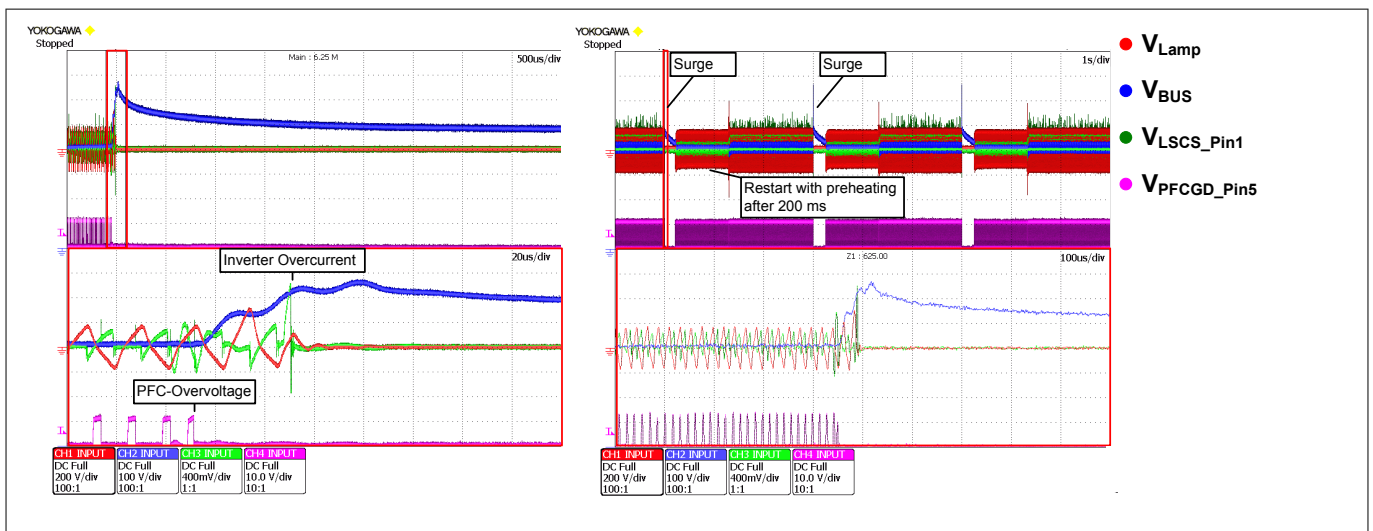 YOKOGAWA
Stopped
Main : 6.25 M
500us/div
20us/div
Inverter Overcurrent
PFC-Overvoltage
CH1 INPUT
DC Full
200 V/div
100:1
CH2 INPUT
DC Full
100 V/div
100:1
CH3 INPUT
DC Full
400mV/div
1:1
CH4 INPUT
DC Full
10.0 V/div
10:1
YOKOGAWA
Stopped
1s/div
Surge
Surge
Restart with preheating
after 200 ms
Z1 : 625.00
100us/div
CH1 INPUT
DC Full
200 V/div
100:1
CH2 INPUT
DC Full
100 V/div
100:1
CH3 INPUT
DC Full
400mV/div
1:1
CH4 INPUT
DC Full
10.0 V/div
10:1
VLamp
VBUS
VLSCS_Pin1
VPFCGD_Pin5